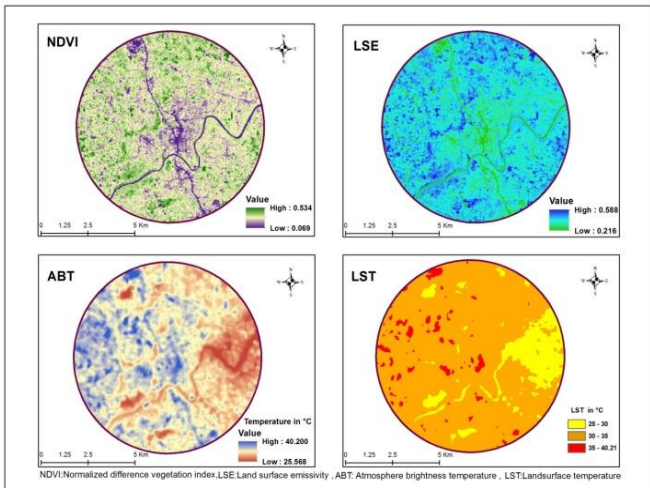 NDVI
N
W
E
S
Value
High : 0.534
Low : 0.069
0 1.25 2.5 5 Km
LSE
N
W
E
S
Value
High : 0.588
Low : 0.216
0 1.25 2.5 5 Km
ABT
N
W
E
S
Temperature in °C
Value
High : 40.200
Low : 25.568
0 1.25 2.5 5 Km
LST
N
W
E
S
LST in °C
25 - 30
30 - 35
35 - 40.21
0 1.25 2.5 5 Km
NDVI:Normalized difference vegetation index,LSE:Land surface emissivity , ABT: Atmosphere brightness temperature , LST:Landsurface temperature